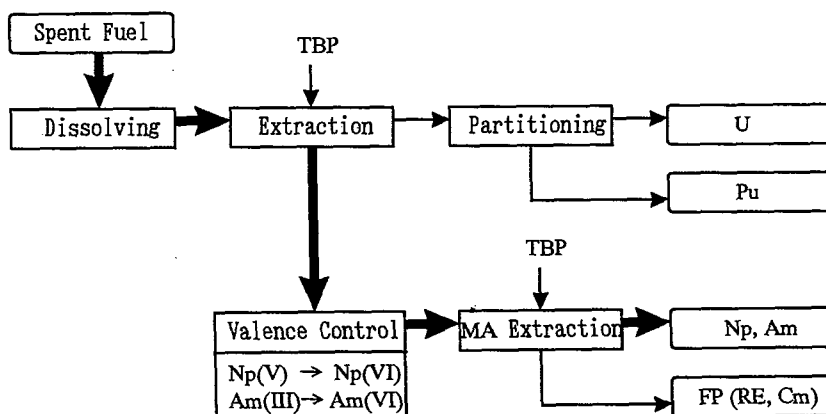 Spent Fuel
TBP
Dissolving
Extraction
Partitioning
U
Pu
TBP
Valence Control
MA Extraction
Np, Am
Np(V) → Np(VI)
Am(III)→Am(VI)
FP (RE, Cm)